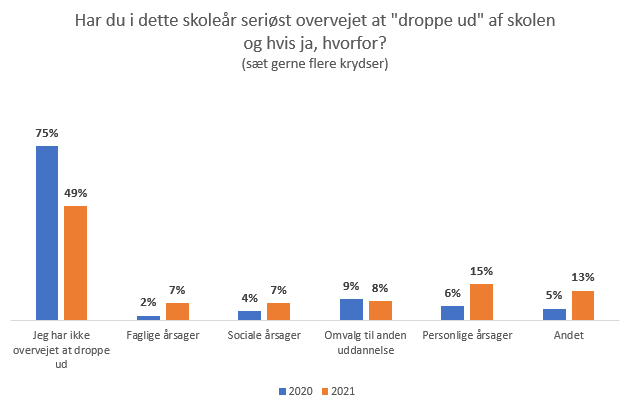 Har du i dette skoleår seriøst overvejet at "droppe ud" af skolen
og hvis ja, hvorfor?
(sæt gerne flere krydser)
75%
49%
2%
7%
4%
7%
9%
8%
6%
15%
5%
13%
Jeg har ikke
overvejet at droppe
ud
Faglige årsager
Sociale årsager
Omvalg til anden
uddannelse
Personlige årsager
Andet
2020 2021